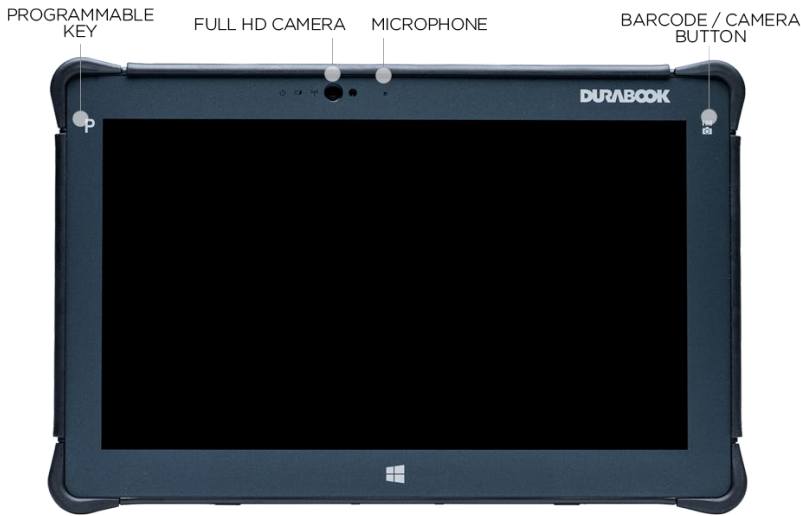 PROGRAMMABLE
KEY
FULL HD CAMERA
MICROPHONE
BARCODE / CAMERA
BUTTON
DURABOOK
P